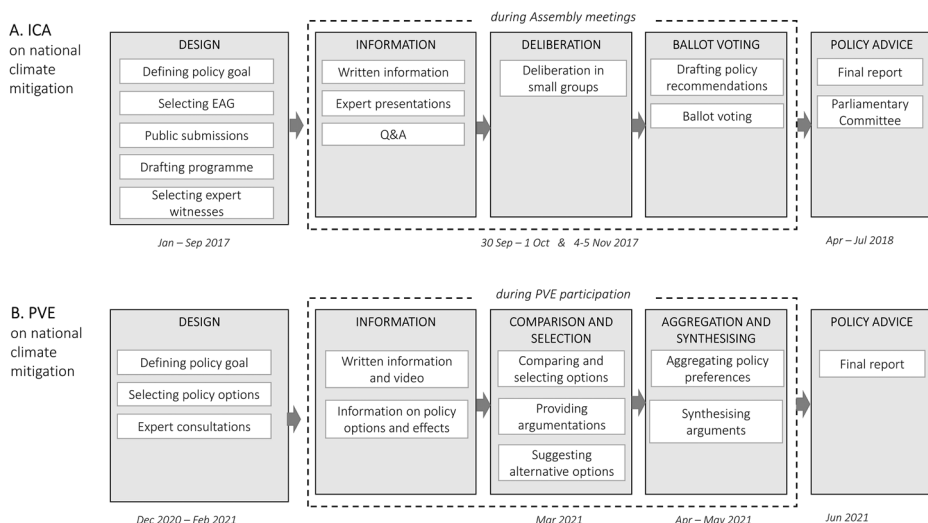 during Assembly meetings
A. ICA
on national
climate
mitigation
DESIGN
Defining policy goal
Selecting EAG
Public submissions
Drafting programme
Selecting expert
witnesses
Jan – Sep 2017
INFORMATION
Written information
Expert presentations
Q&A
DELIBERATION
Deliberation in
small groups
BALLOT VOTING
Drafting policy
recommendations
Ballot voting
30 Sep – 1 Oct & 4-5 Nov 2017
POLICY ADVICE
Final report
Parliamentary
Committee
Apr – Jul 2018
during PVE participation
B. PVE
on national
climate
mitigation
DESIGN
Defining policy goal
Selecting policy options
Expert consultations
Dec 2020 – Feb 2021
INFORMATION
Written information
and video
Information on policy
options and effects
COMPARISON AND
SELECTION
Comparing and
selecting options
Providing
argumentations
Suggesting
alternative options
Mar 2021
AGGREGATION AND
SYNTHESISING
Aggregating policy
preferences
Synthesising
arguments
Apr – May 2021
POLICY ADVICE
Final report
Jun 2021